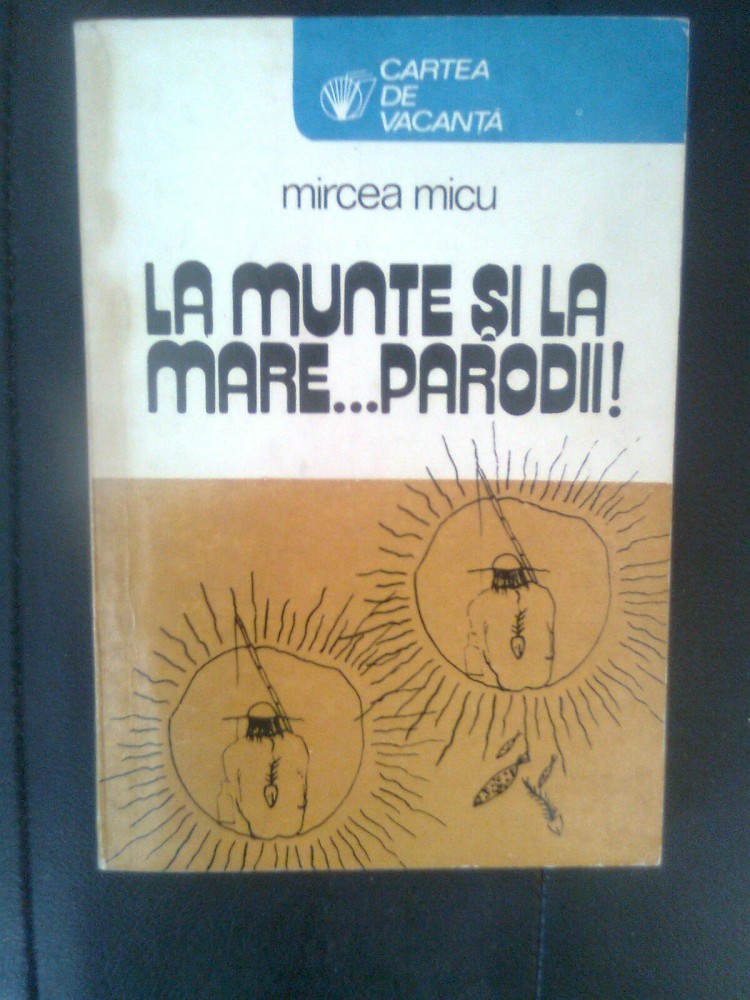 CARTEA
DE
VACANȚĂ
mircea micu
LA MUNTE ȘI LA
MARE...PARODII!